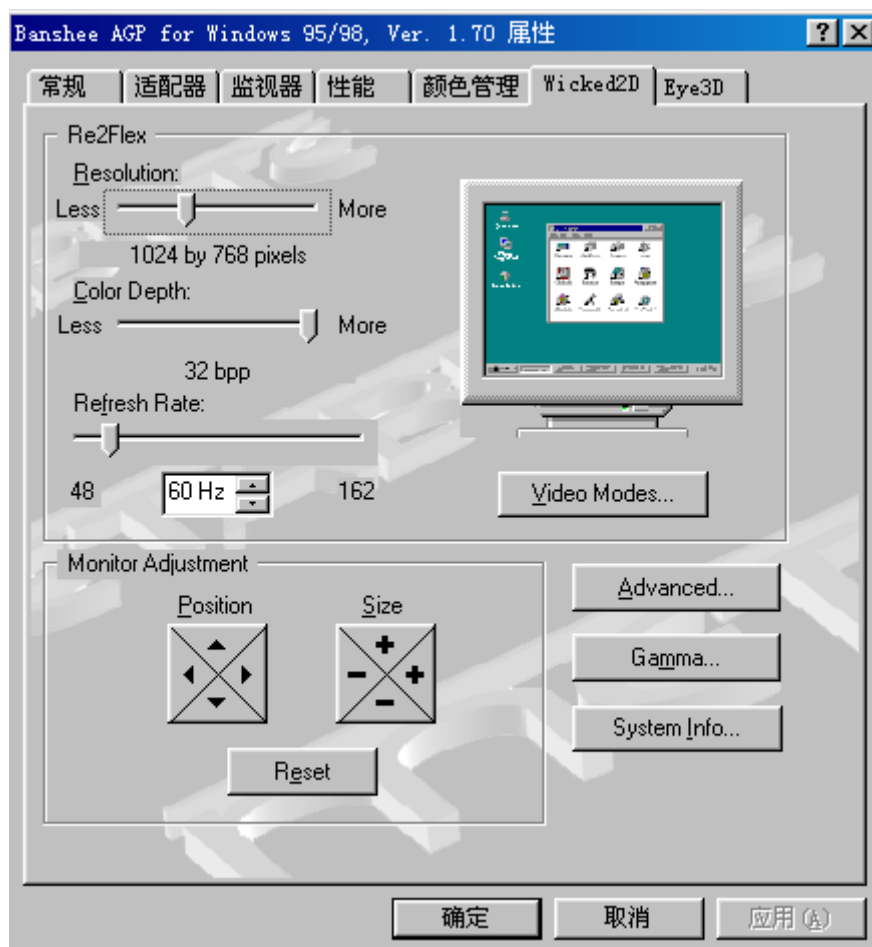 Banshee AGP for Windows 95/98, Ver. 1.70 属性
常规 适配器 监视器 性能 颜色管理 Wicked2D Eye3D
Re2Flex
Resolution:
Less More
1024 by 768 pixels
Color Depth:
Less More
32 bpp
Refresh Rate:
48 60 Hz 162
Video Modes...
Monitor Adjustment
Position Size
Reset
Advanced...
Gamma...
System Info...
确定 取消 应用(A)